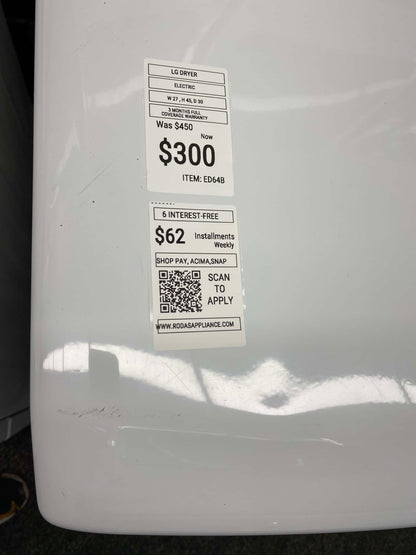 LG DRYER
ELECTRIC
W 27 , H 45, D 30
3 MONTHS FULL
COVERAGE WARRANTY
Was $450
Now
$300
ITEM: ED64B
6 INTEREST-FREE
$62 Installments
Weekly
SHOP PAY, ACIMA,SNAP
SCAN
TO
APPLY
WWW.RODASAPPLIANCE.COM